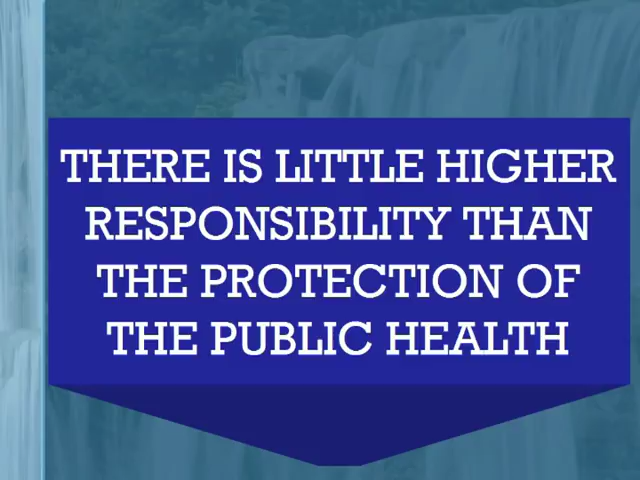 THERE IS LITTLE HIGHER
RESPONSIBILITY THAN
THE PROTECTION OF
THE PUBLIC HEALTH